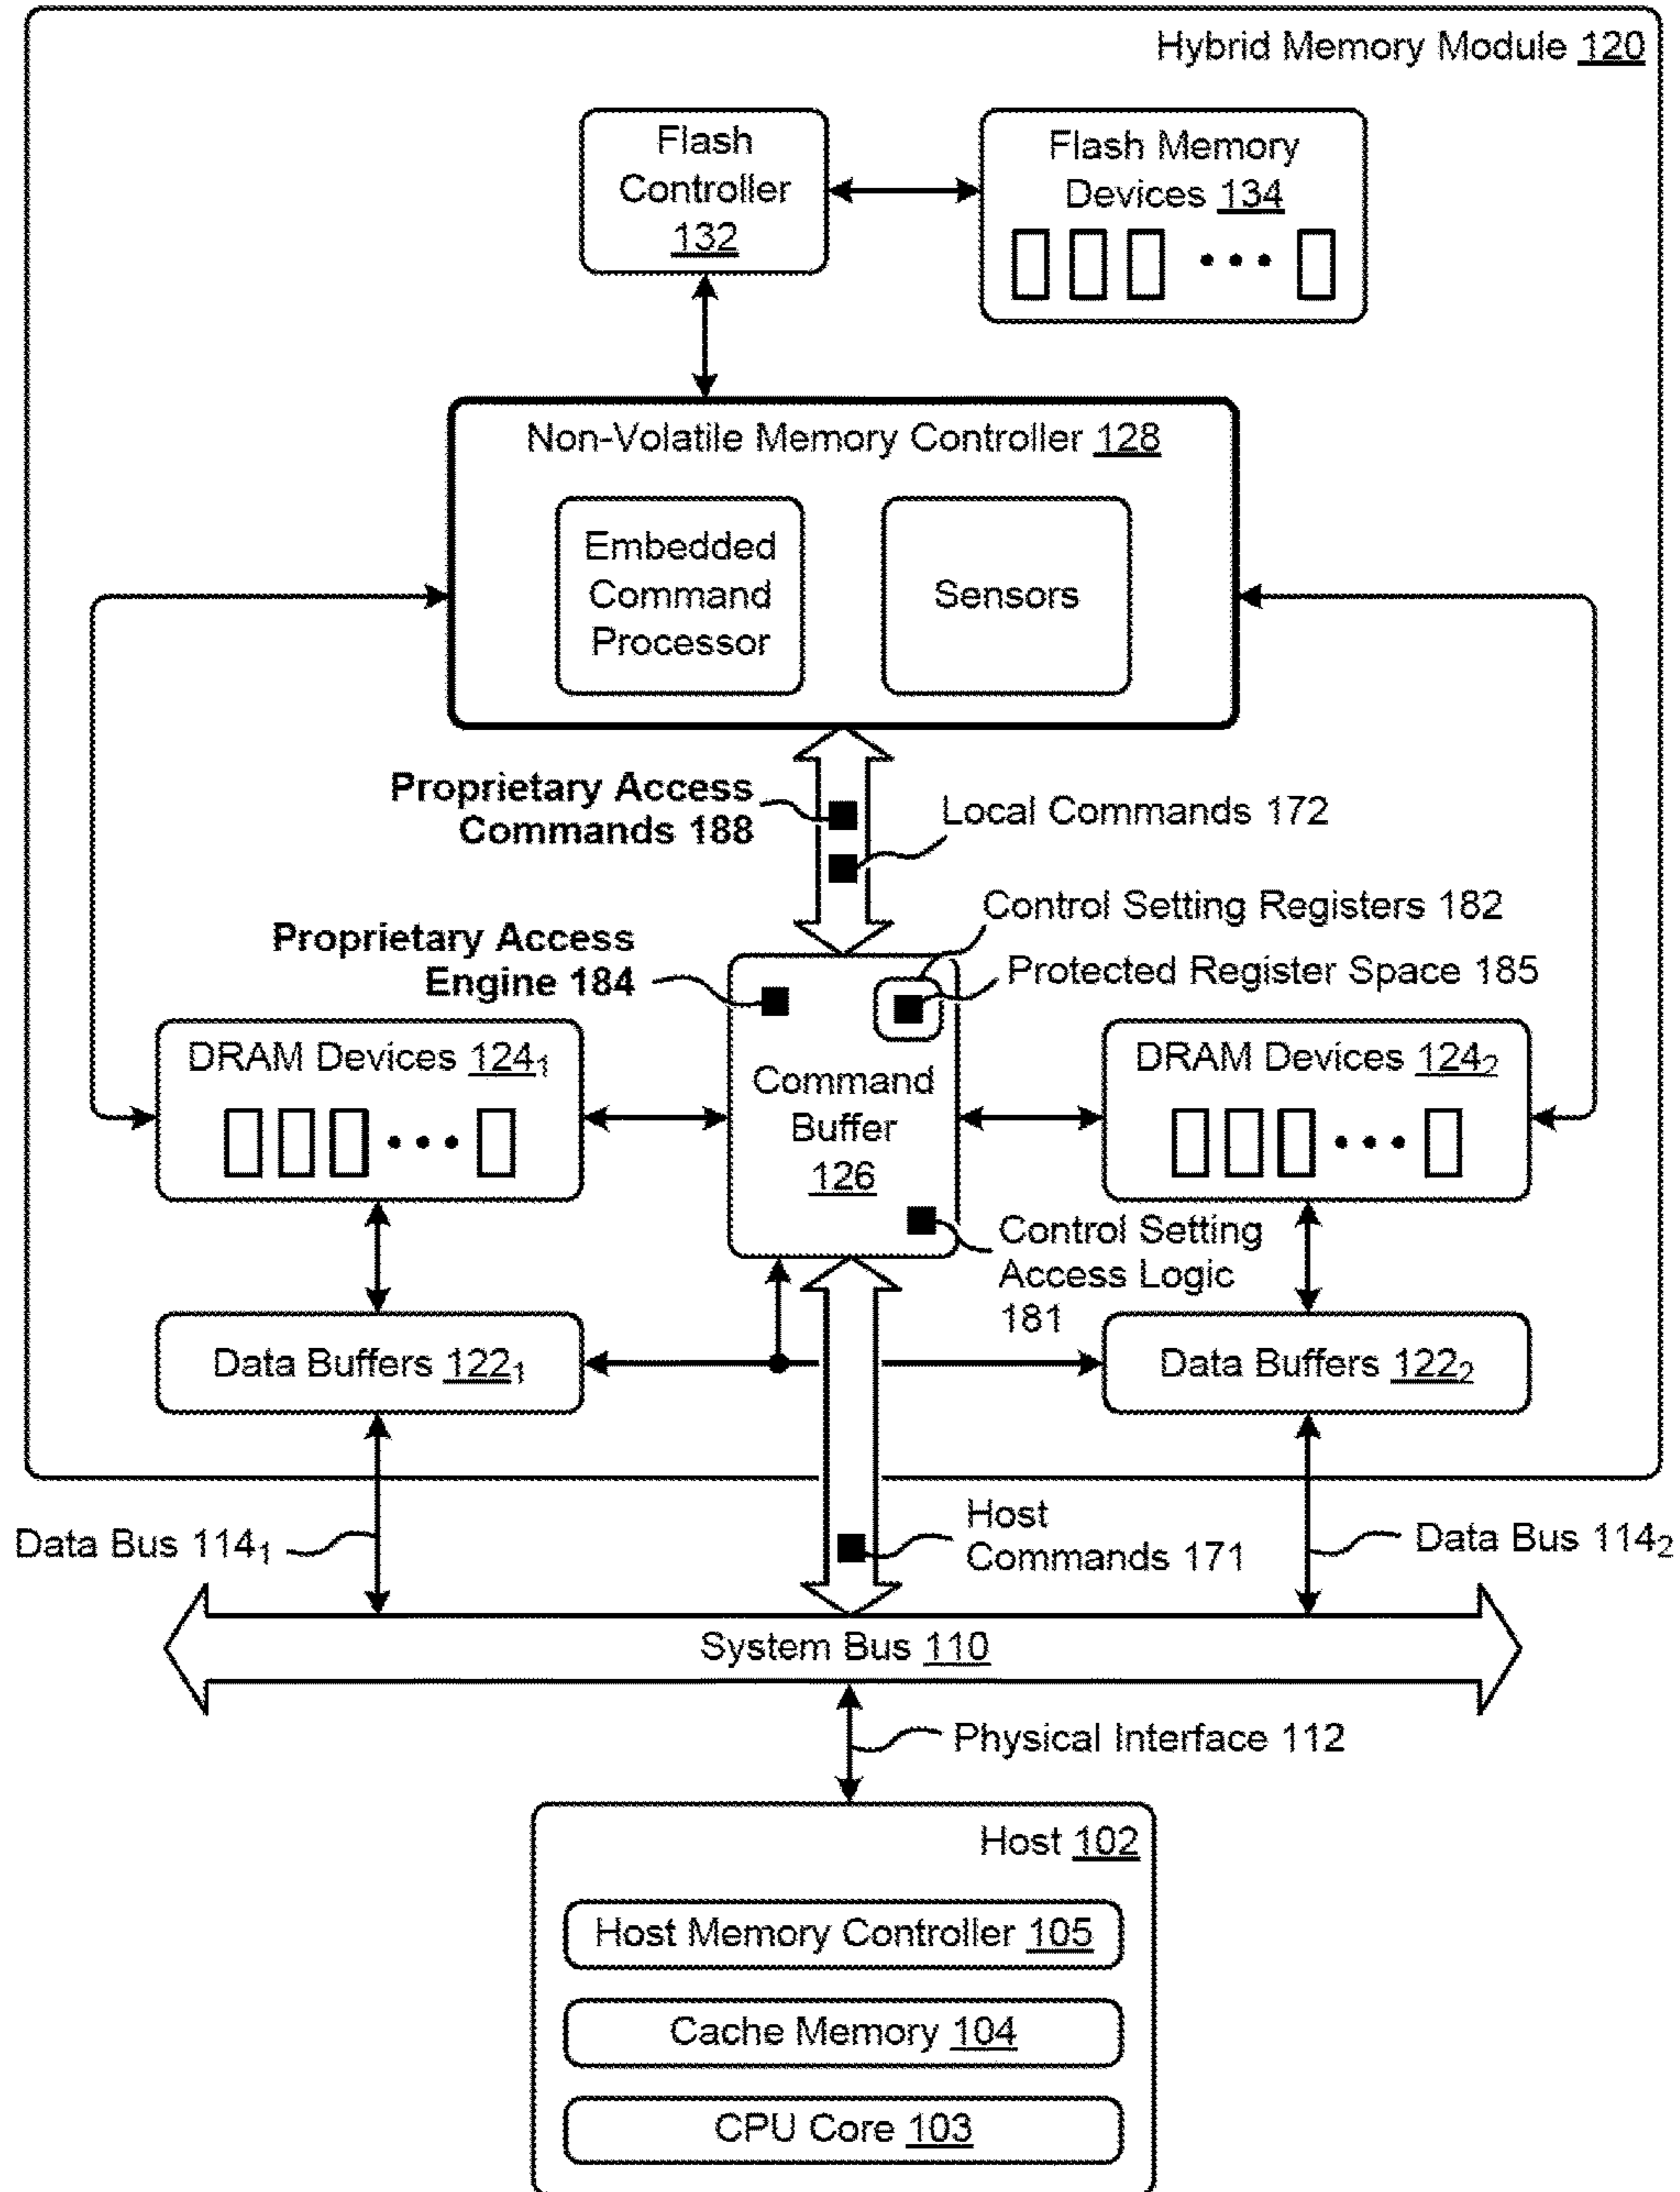 Hybrid Memory Module 120
Flash
Controller
132
Flash Memory
Devices 134
Non-Volatile Memory Controller 128
Embedded
Command
Processor
Sensors
Proprietary Access
Commands 188
Local Commands 172
Control Setting Registers 182
Proprietary Access
Engine 184
Protected Register Space 185
DRAM Devices 124₁
Command
Buffer
126
DRAM Devices 124₂
Control Setting
Access Logic
181
Data Buffers 122₁
Data Buffers 122₂
Data Bus 114₁
Host
Commands 171
Data Bus 114₂
System Bus 110
Physical Interface 112
Host 102
Host Memory Controller 105
Cache Memory 104
CPU Core 103